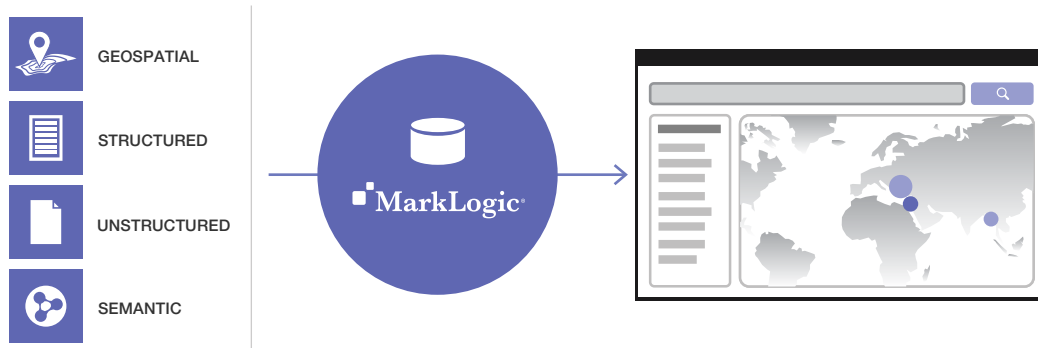 GEOSPATIAL
STRUCTURED
UNSTRUCTURED
SEMANTIC
MarkLogic®